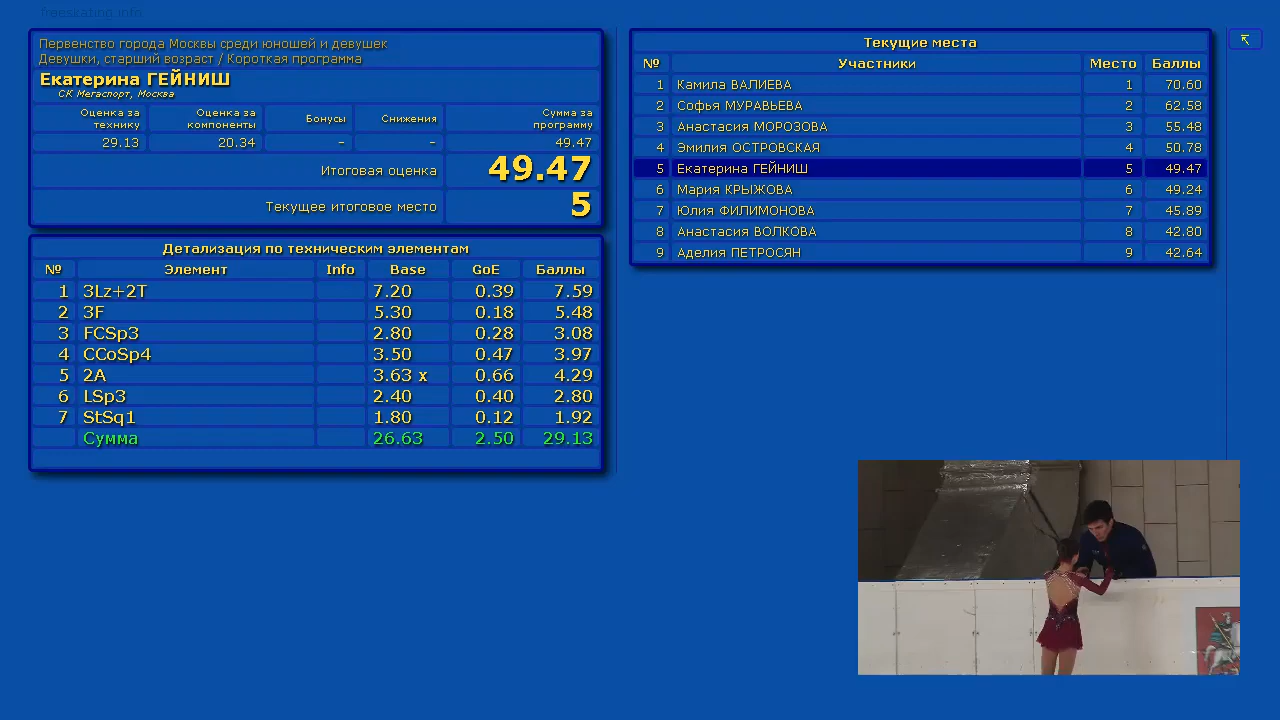 freeskating.info
Первенство города Москвы среди юношей и девушек
Девушки, старший возраст / Короткая программа
Екатерина ГЕЙНИШ
СК Мегаспорт, Москва
Оценка за технику Оценка за компоненты Бонусы Снижения Сумма за программу
29.13 20.34 – – 49.47
Итоговая оценка 49.47
Текущее итоговое место 5
Детализация по техническим элементам
№ Элемент Info Base GoE Баллы
1 3Lz+2T 7.20 0.39 7.59
2 3F 5.30 0.18 5.48
3 FCSp3 2.80 0.28 3.08
4 CCoSp4 3.50 0.47 3.97
5 2A 3.63 x 0.66 4.29
6 LSp3 2.40 0.40 2.80
7 StSq1 1.80 0.12 1.92
Сумма 26.63 2.50 29.13
Текущие места
№ Участники Место Баллы
1 Камила ВАЛИЕВА 1 70.60
2 Софья МУРАВЬЕВА 2 62.58
3 Анастасия МОРОЗОВА 3 55.48
4 Эмилия ОСТРОВСКАЯ 4 50.78
5 Екатерина ГЕЙНИШ 5 49.47
6 Мария КРЫЖОВА 6 49.24
7 Юлия ФИЛИМОНОВА 7 45.89
8 Анастасия ВОЛКОВА 8 42.80
9 Аделия ПЕТРОСЯН 9 42.64